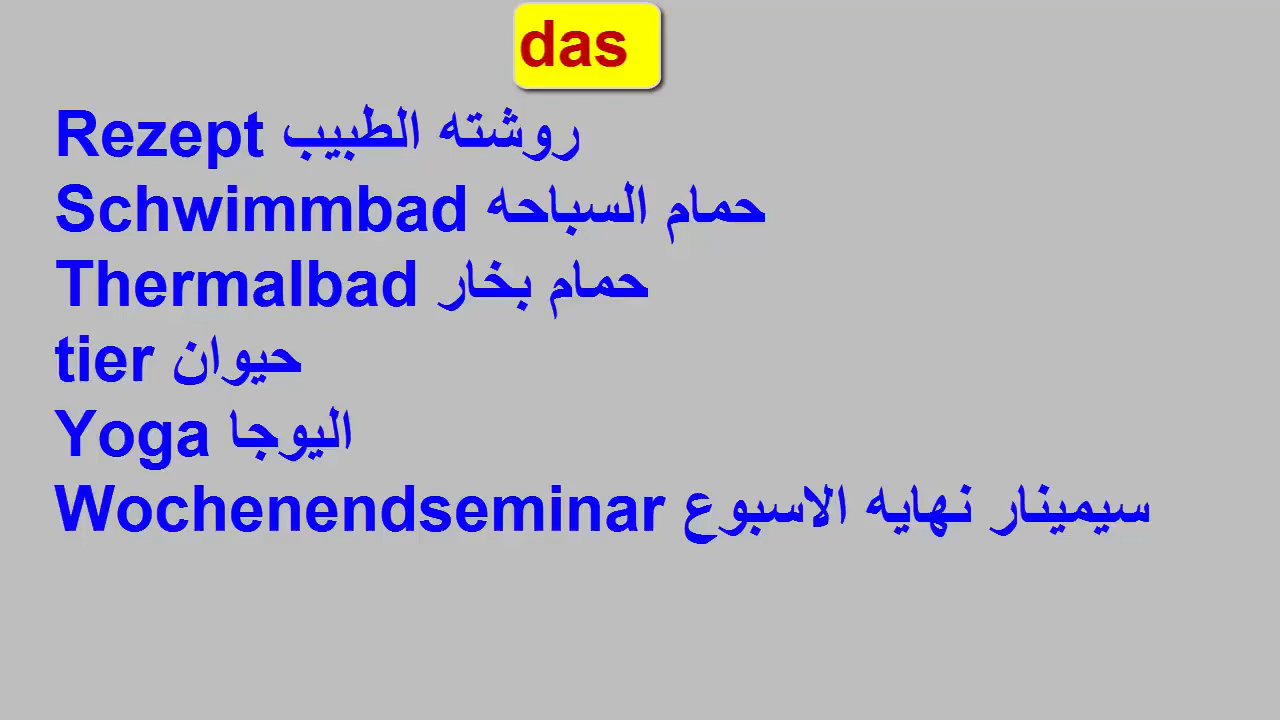 das
Rezept روشته الطبيب
Schwimmbad حمام السباحه
Thermalbad حمام بخار
tier حيوان
Yoga اليوجا
Wochenendseminar سيمينار نهايه الاسبوع